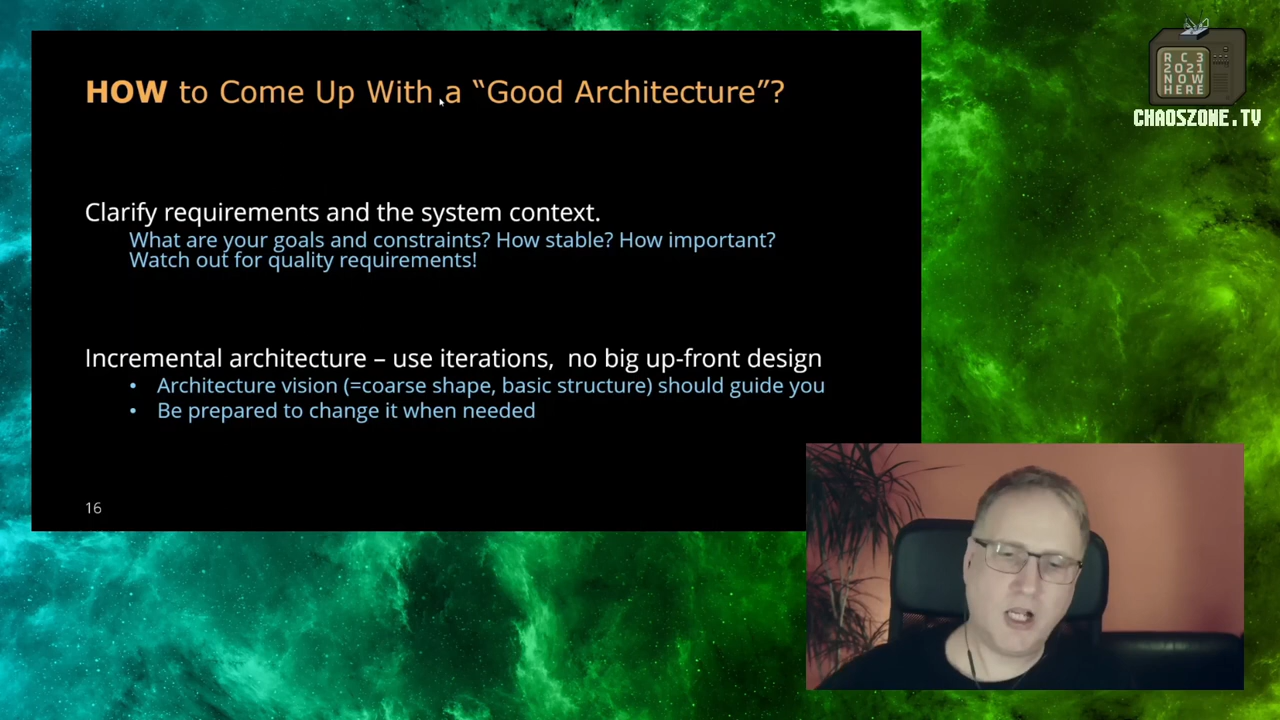 HOW to Come Up With a “Good Architecture”?
Clarify requirements and the system context.
What are your goals and constraints? How stable? How important?
Watch out for quality requirements!
Incremental architecture – use iterations,  no big up-front design
• Architecture vision (=coarse shape, basic structure) should guide you
• Be prepared to change it when needed
16
R C 3
2021
NOW
HERE
CHAOSZONE.TV